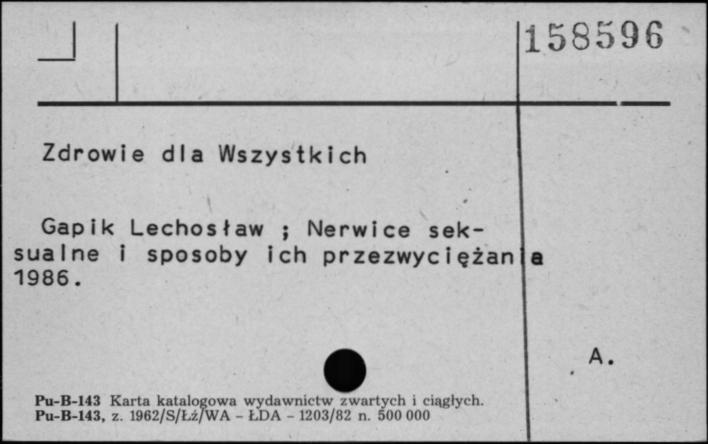 158596
Zdrowie dla Wszystkich
Gapik Lechosław ; Nerwice sek-
sualne i sposoby ich przezwyciężania
1986.
A.
Pu-B-143 Karta katalogowa wydawnictw zwartych i ciągłych.
Pu-B-143, z. 1962/S/Łź/WA - ŁDA - 1203/82 n. 500 000